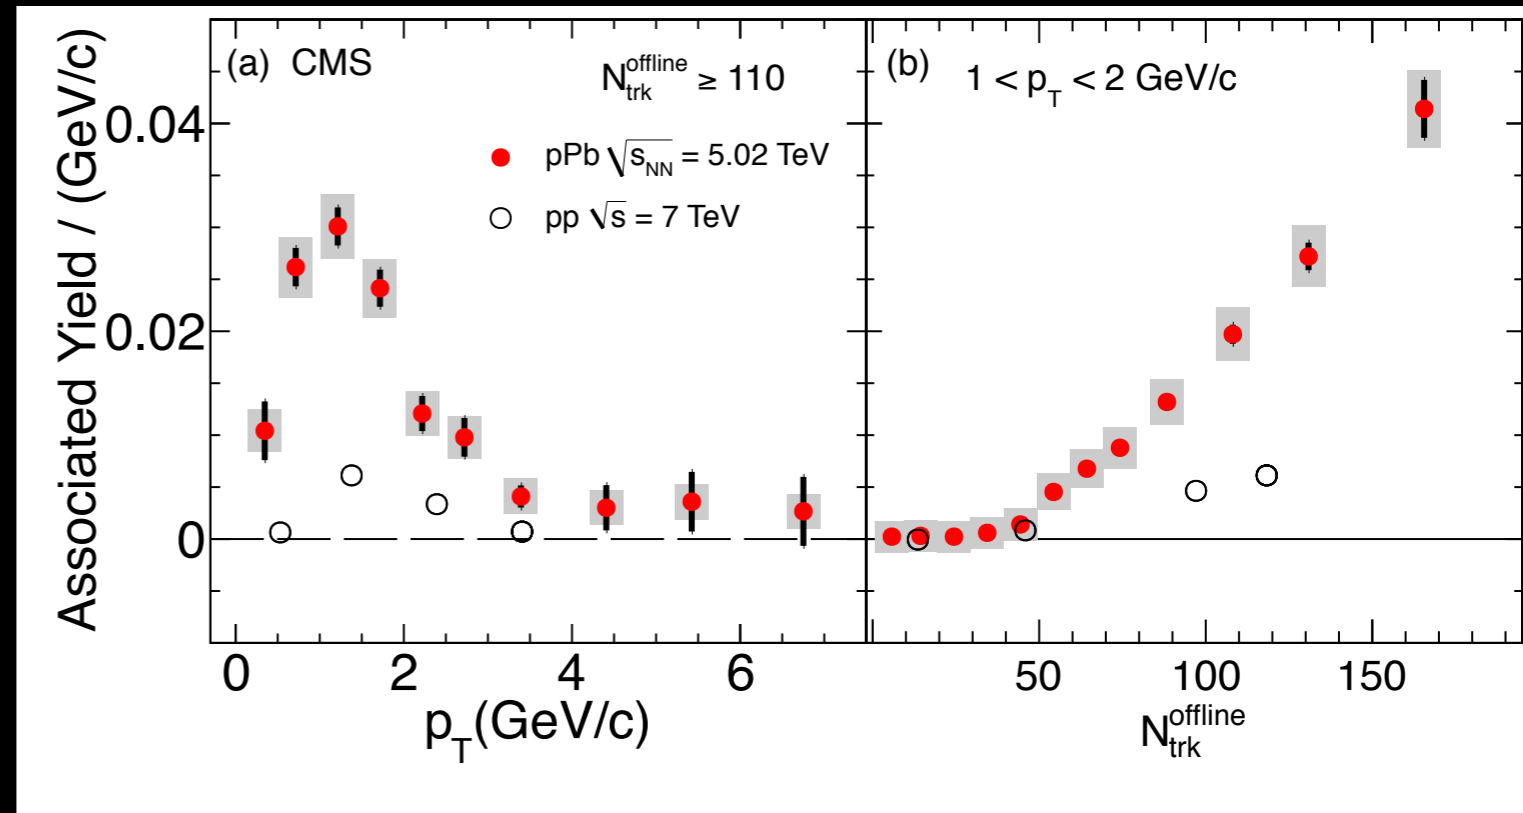 Associated Yield / (GeV/c)
(a) CMS
N_trk^offline ≥ 110
pPb √s_NN = 5.02 TeV
pp √s = 7 TeV
0.04
0.02
0
0 2 4 6
p_T(GeV/c)
(b) 1 < p_T < 2 GeV/c
50 100 150
N_trk^offline